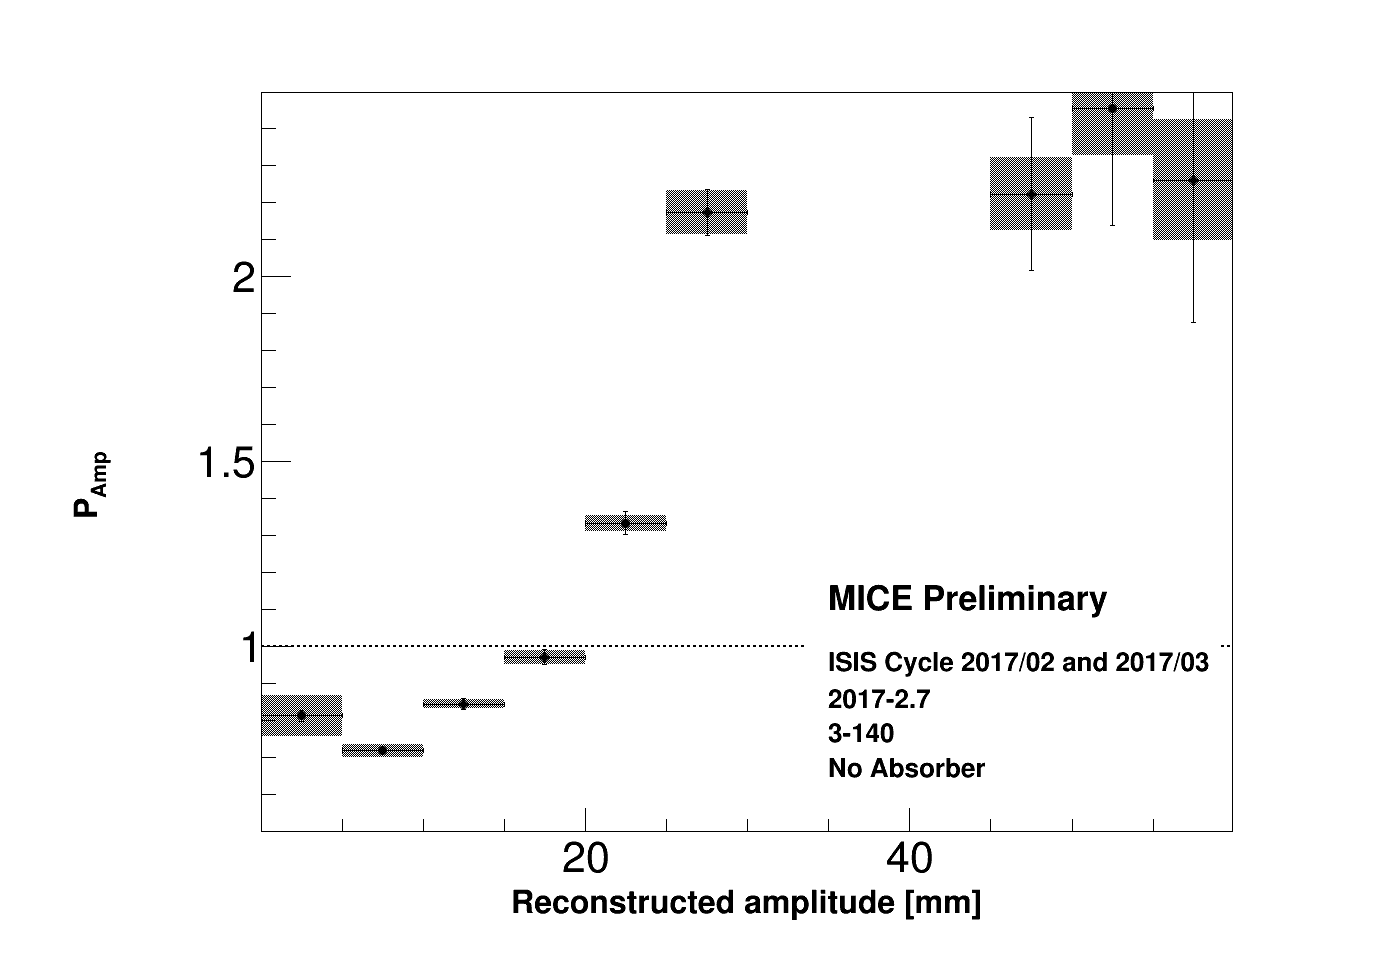 2
1.5
1
P_Amp
MICE Preliminary
ISIS Cycle 2017/02 and 2017/03
2017-2.7
3-140
No Absorber
20 40
Reconstructed amplitude [mm]